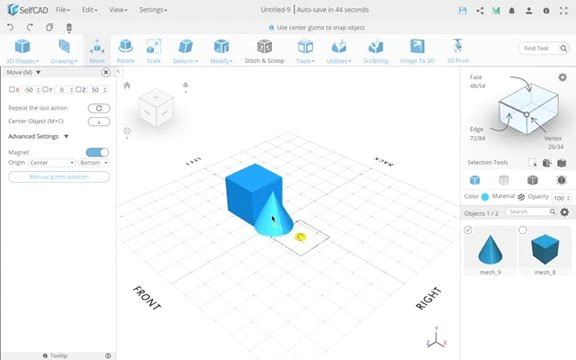 SELFCAD
File
Edit
View
Settings
Untitled-9 | Auto-save in 44 seconds
Use center gizmo to snap object
3D Shapes
Drawing
Move
Rotate
Scale
Deform
Modify
Stitch & Scoop
Tools
Utilities
Sculpting
Image To 3D
3D Print
Find Tool
Move (M)
X -50 Y 0 Z 50
Repeat the last action
Center Object (M+C)
Advanced Settings
Magnet
Origin Center Bottom
Manual gizmo position
Tooltip
LEFT
BACK
FRONT
RIGHT
Y
X
Z
Face
48/54
Edge
72/84
Vertex
26/34
Selection Tools
Color Material Opacity 100
Objects 1 / 2 Search
mesh_9
mesh_8